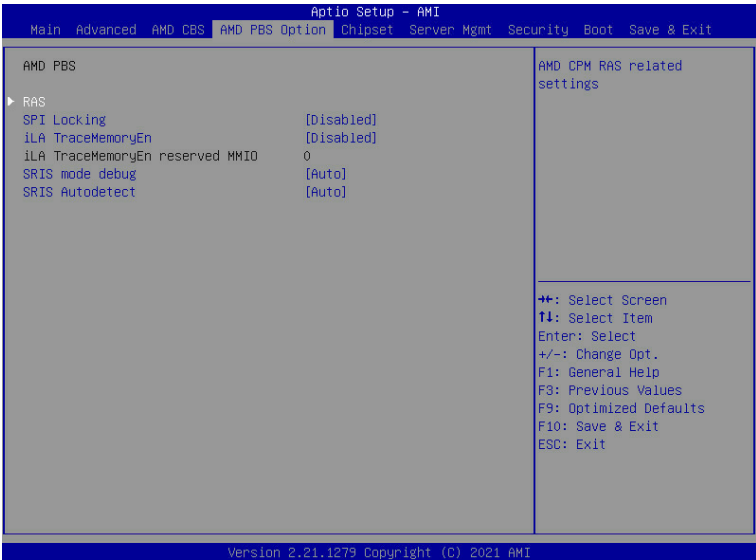 Aptio Setup - AMI
Main Advanced AMD CBS AMD PBS Option Chipset Server Mgmt Security Boot Save & Exit
AMD PBS
RAS
SPI Locking [Disabled]
iLA TraceMemoryEn [Disabled]
iLA TraceMemoryEn reserved MMIO 0
SRIS mode debug [Auto]
SRIS Autodetect [Auto]
AMD CPM RAS related
settings
→←: Select Screen
↑↓: Select Item
Enter: Select
+/-: Change Opt.
F1: General Help
F3: Previous Values
F9: Optimized Defaults
F10: Save & Exit
ESC: Exit
Version 2.21.1279 Copyright (C) 2021 AMI